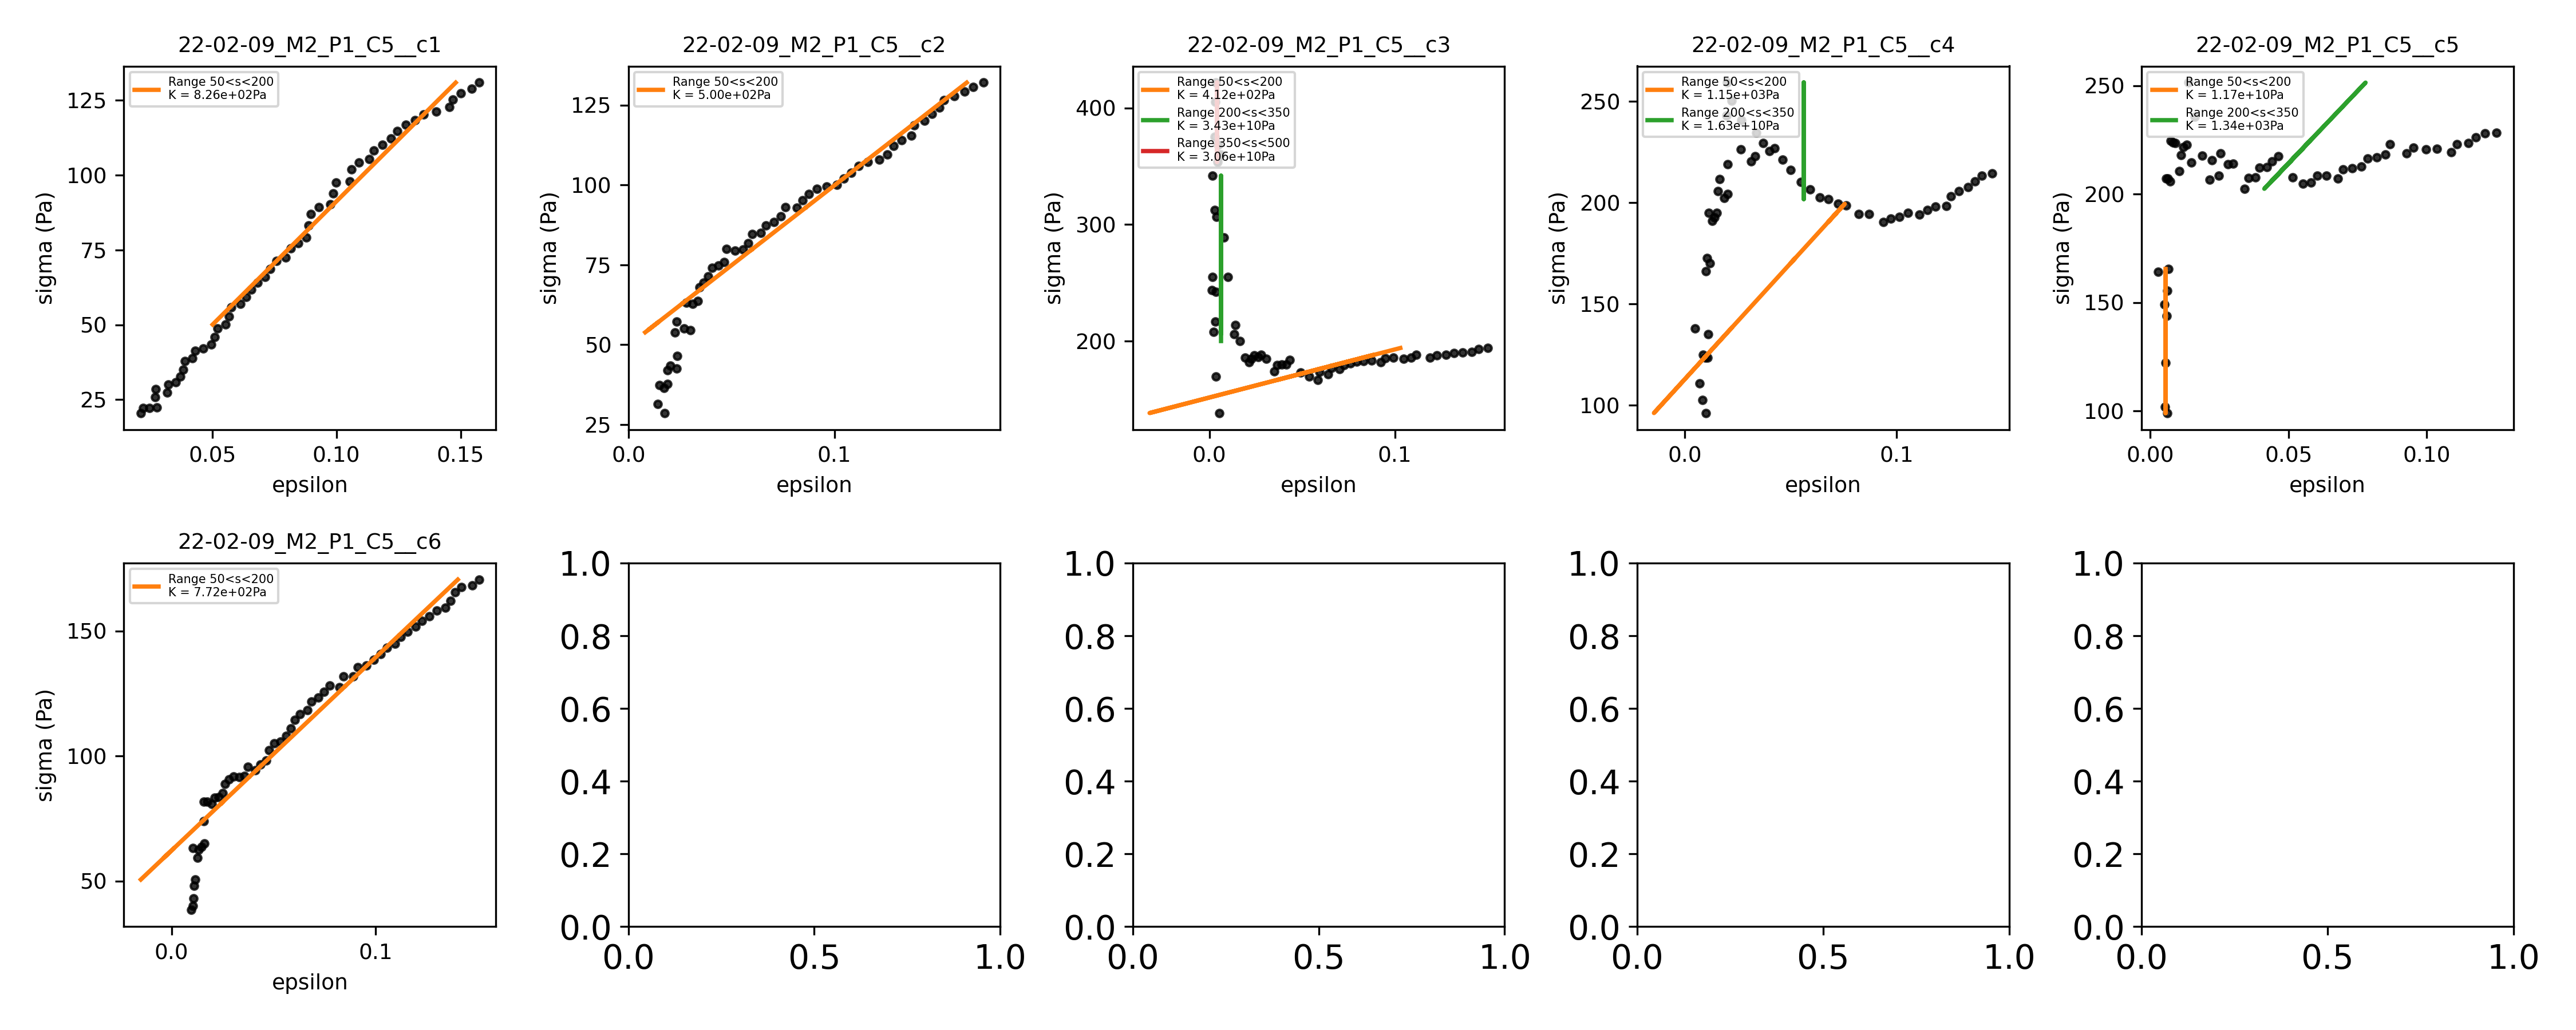 22-02-09_M2_P1_C5__c1
Range 50<s<200
K = 8.26e+02Pa
125
100
75
50
25
sigma (Pa)
0.05 0.10 0.15
epsilon
22-02-09_M2_P1_C5__c2
Range 50<s<200
K = 5.00e+02Pa
125
100
75
50
25
sigma (Pa)
0.0 0.1
epsilon
22-02-09_M2_P1_C5__c3
Range 50<s<200
K = 4.12e+02Pa
Range 200<s<350
K = 3.43e+10Pa
Range 350<s<500
K = 3.06e+10Pa
400
300
200
sigma (Pa)
0.0 0.1
epsilon
22-02-09_M2_P1_C5__c4
Range 50<s<200
K = 1.15e+03Pa
Range 200<s<350
K = 1.63e+10Pa
250
200
150
100
sigma (Pa)
0.0 0.1
epsilon
22-02-09_M2_P1_C5__c5
Range 50<s<200
K = 1.17e+10Pa
Range 200<s<350
K = 1.34e+03Pa
250
200
150
100
sigma (Pa)
0.00 0.05 0.10
epsilon
22-02-09_M2_P1_C5__c6
Range 50<s<200
K = 7.72e+02Pa
150
100
50
sigma (Pa)
0.0 0.1
epsilon
1.0
0.8
0.6
0.4
0.2
0.0
0.0 0.5 1.0
1.0
0.8
0.6
0.4
0.2
0.0
0.0 0.5 1.0
1.0
0.8
0.6
0.4
0.2
0.0
0.0 0.5 1.0
1.0
0.8
0.6
0.4
0.2
0.0
0.0 0.5 1.0